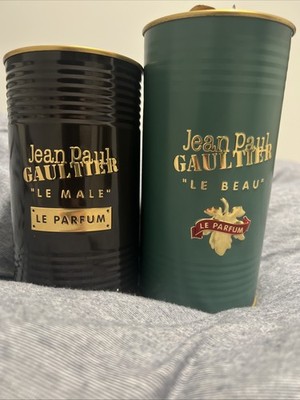 Jean Paul
GAULTIER
"LE MALE"
LE PARFUM
Jean Paul
GAULTIER
"LE BEAU"
LE PARFUM